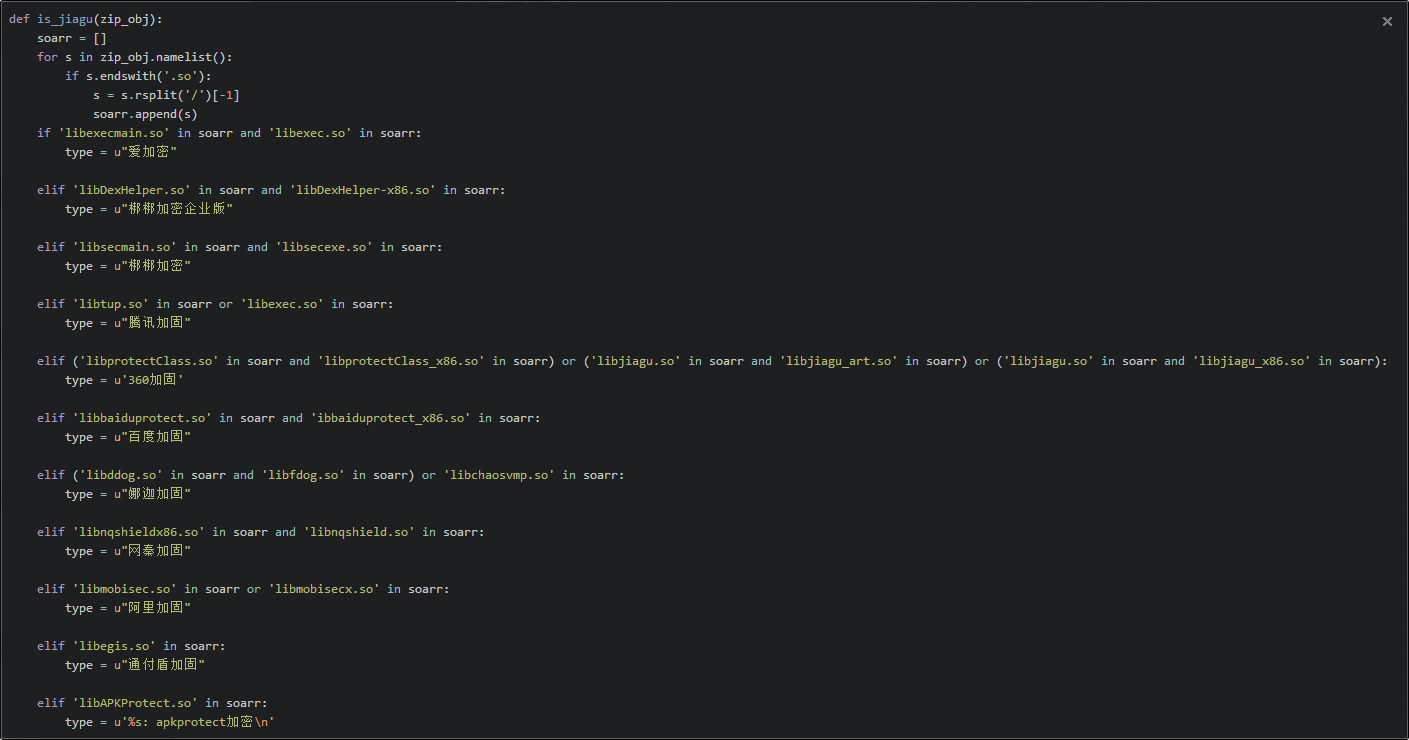 def is_jiagu(zip_obj):
    soarr = []
    for s in zip_obj.namelist():
        if s.endswith('.so'):
            s = s.rsplit('/')[-1]
            soarr.append(s)
    if 'libexecmain.so' in soarr and 'libexec.so' in soarr:
        type = u"爱加密"
    elif 'libDexHelper.so' in soarr and 'libDexHelper-x86.so' in soarr:
        type = u"梆梆加密企业版"
    elif 'libsecmain.so' in soarr and 'libsecexe.so' in soarr:
        type = u"梆梆加密"
    elif 'libtup.so' in soarr or 'libexec.so' in soarr:
        type = u"腾讯加固"
    elif ('libprotectClass.so' in soarr and 'libprotectClass_x86.so' in soarr) or ('libjiagu.so' in soarr and 'libjiagu_art.so' in soarr) or ('libjiagu.so' in soarr and 'libjiagu_x86.so' in soarr):
        type = u'360加固'
    elif 'libbaiduprotect.so' in soarr and 'ibbaiduprotect_x86.so' in soarr:
        type = u"百度加固"
    elif ('libddog.so' in soarr and 'libfdog.so' in soarr) or 'libchaosvmp.so' in soarr:
        type = u"娜迦加固"
    elif 'libnqshieldx86.so' in soarr and 'libnqshield.so' in soarr:
        type = u"网秦加固"
    elif 'libmobisec.so' in soarr or 'libmobisecx.so' in soarr:
        type = u"阿里加固"
    elif 'libegis.so' in soarr:
        type = u"通付盾加固"
    elif 'libAPKProtect.so' in soarr:
        type = u'%s: apkprotect加密\n'